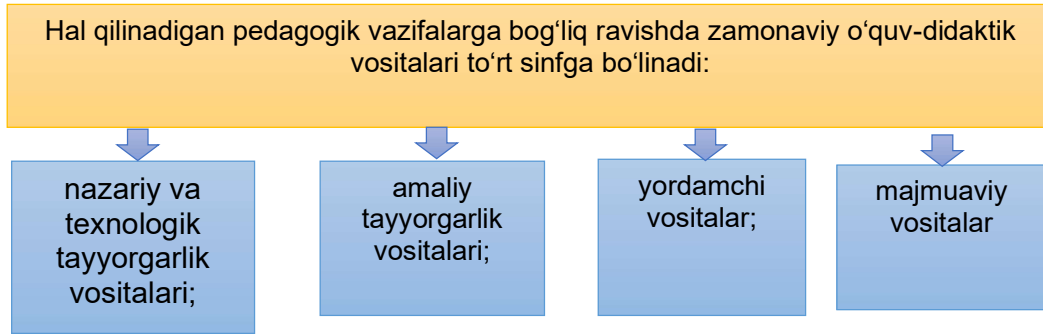 Hal qilinadigan pedagogik vazifalarga bog‘liq ravishda zamonaviy o‘quv-didaktik
vositalari to‘rt sinfga bo‘linadi:
nazariy va
texnologik
tayyorgarlik
vositalari;
amaliy
tayyorgarlik
vositalari;
yordamchi
vositalar;
majmuaviy
vositalar